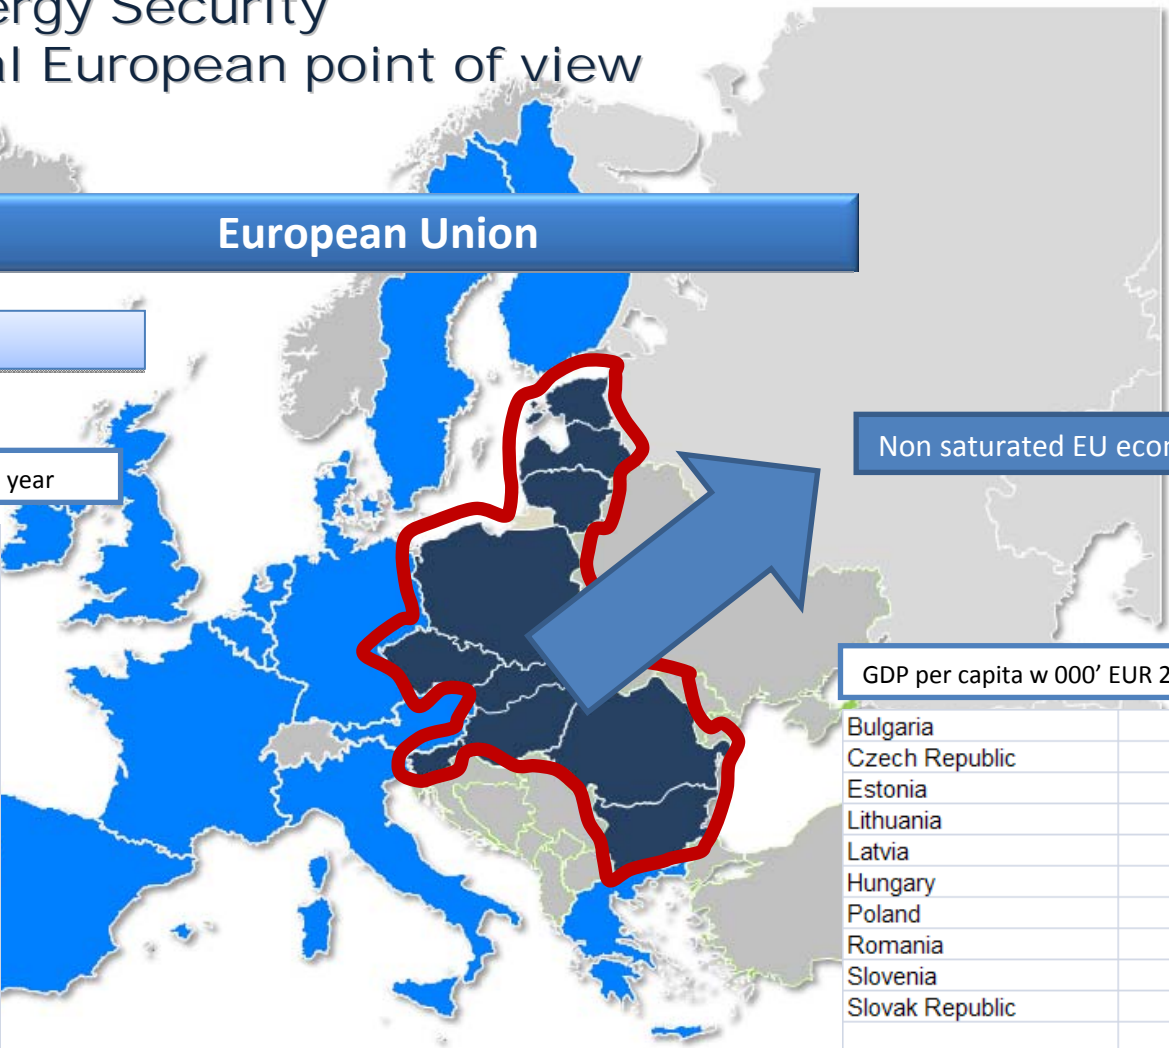 ergy Security
al European point of view
European Union
year
Non saturated EU econ
GDP per capita w 000’ EUR 2
Bulgaria
Czech Republic
Estonia
Lithuania
Latvia
Hungary
Poland
Romania
Slovenia
Slovak Republic